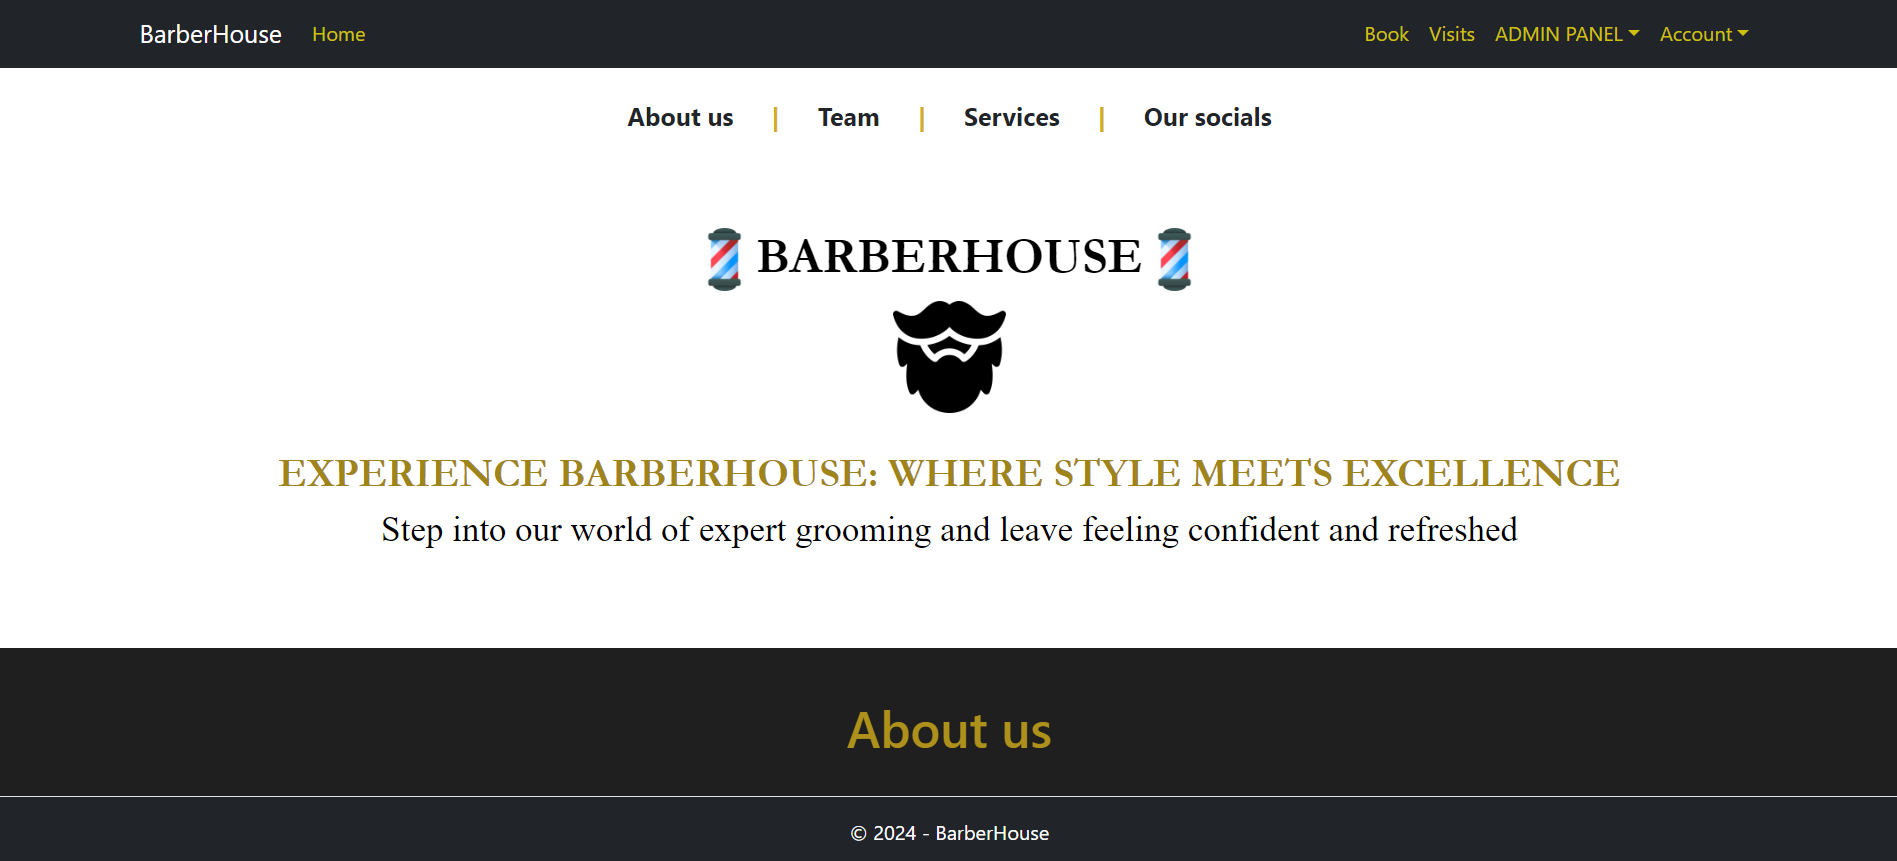 BarberHouse Home Book Visits ADMIN PANEL Account
About us | Team | Services | Our socials
BARBERHOUSE
EXPERIENCE BARBERHOUSE: WHERE STYLE MEETS EXCELLENCE
Step into our world of expert grooming and leave feeling confident and refreshed
About us
© 2024 - BarberHouse